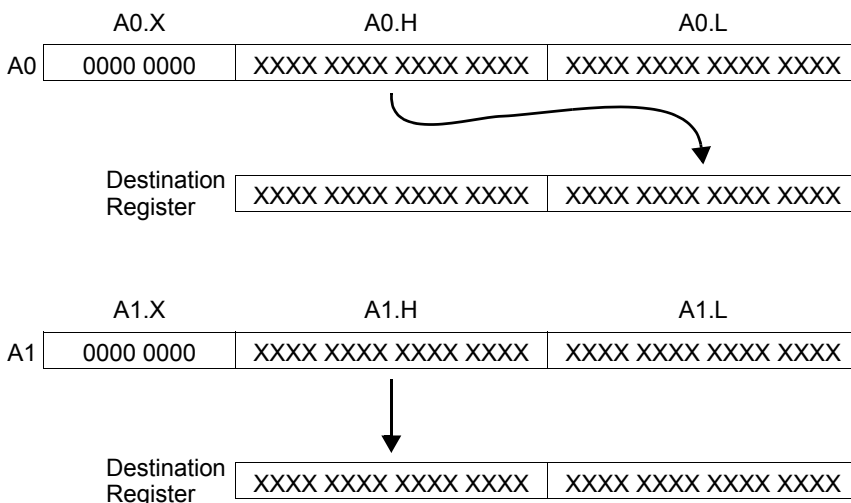 A0.X A0.H A0.L
A0 0000 0000 XXXX XXXX XXXX XXXX XXXX XXXX XXXX XXXX
Destination
Register XXXX XXXX XXXX XXXX XXXX XXXX XXXX XXXX
A1.X A1.H A1.L
A1 0000 0000 XXXX XXXX XXXX XXXX XXXX XXXX XXXX XXXX
Destination
Register XXXX XXXX XXXX XXXX XXXX XXXX XXXX XXXX